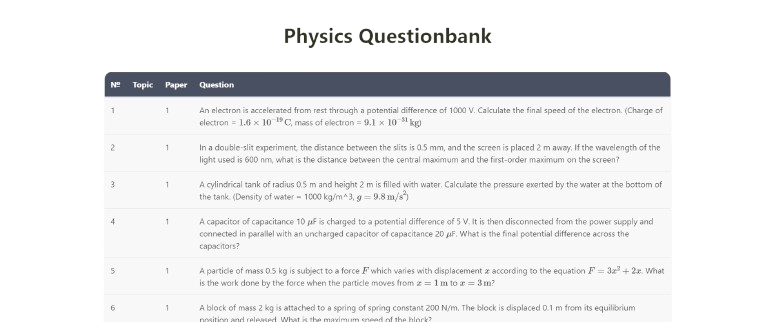 Physics Questionbank
Nº Topic Paper Question
1 1 An electron is accelerated from rest through a potential difference of 1000 V. Calculate the final speed of the electron. (Charge of
electron = 1.6 × 10⁻¹⁹ C, mass of electron = 9.1 × 10⁻³¹ kg)
2 1 In a double-slit experiment, the distance between the slits is 0.5 mm, and the screen is placed 2 m away. If the wavelength of the
light used is 600 nm, what is the distance between the central maximum and the first-order maximum on the screen?
3 1 A cylindrical tank of radius 0.5 m and height 2 m is filled with water. Calculate the pressure exerted by the water at the bottom of
the tank. (Density of water = 1000 kg/m^3, g = 9.8 m/s²)
4 1 A capacitor of capacitance 10 μF is charged to a potential difference of 5 V. It is then disconnected from the power supply and
connected in parallel with an uncharged capacitor of capacitance 20 μF. What is the final potential difference across the
capacitors?
5 1 A particle of mass 0.5 kg is subject to a force F which varies with displacement x according to the equation F = 3x² + 2x. What
is the work done by the force when the particle moves from x = 1 m to x = 3 m?
6 1 A block of mass 2 kg is attached to a spring of spring constant 200 N/m. The block is displaced 0.1 m from its equilibrium
position and released. What is the maximum speed of the block?